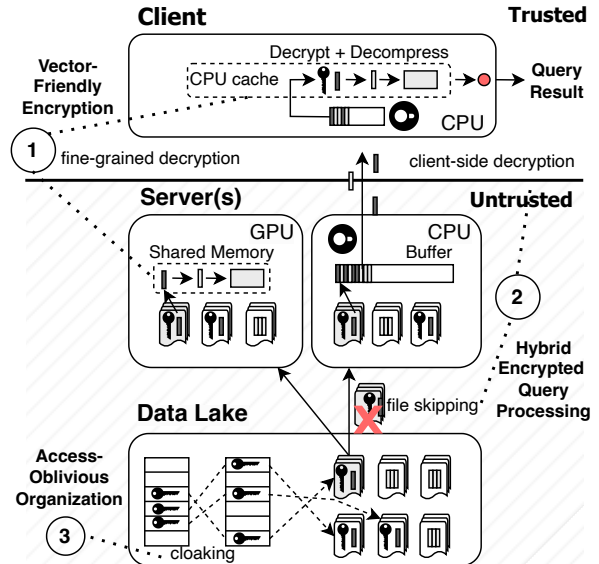 Client
Trusted
Vector-
Friendly
Encryption
Decrypt + Decompress
CPU cache
Query
Result
CPU
1
fine-grained decryption
client-side decryption
Server(s)
Untrusted
GPU
CPU
Shared Memory
Buffer
2
Hybrid
Encrypted
Query
Processing
file skipping
X
Data Lake
Access-
Oblivious
Organization
3
cloaking